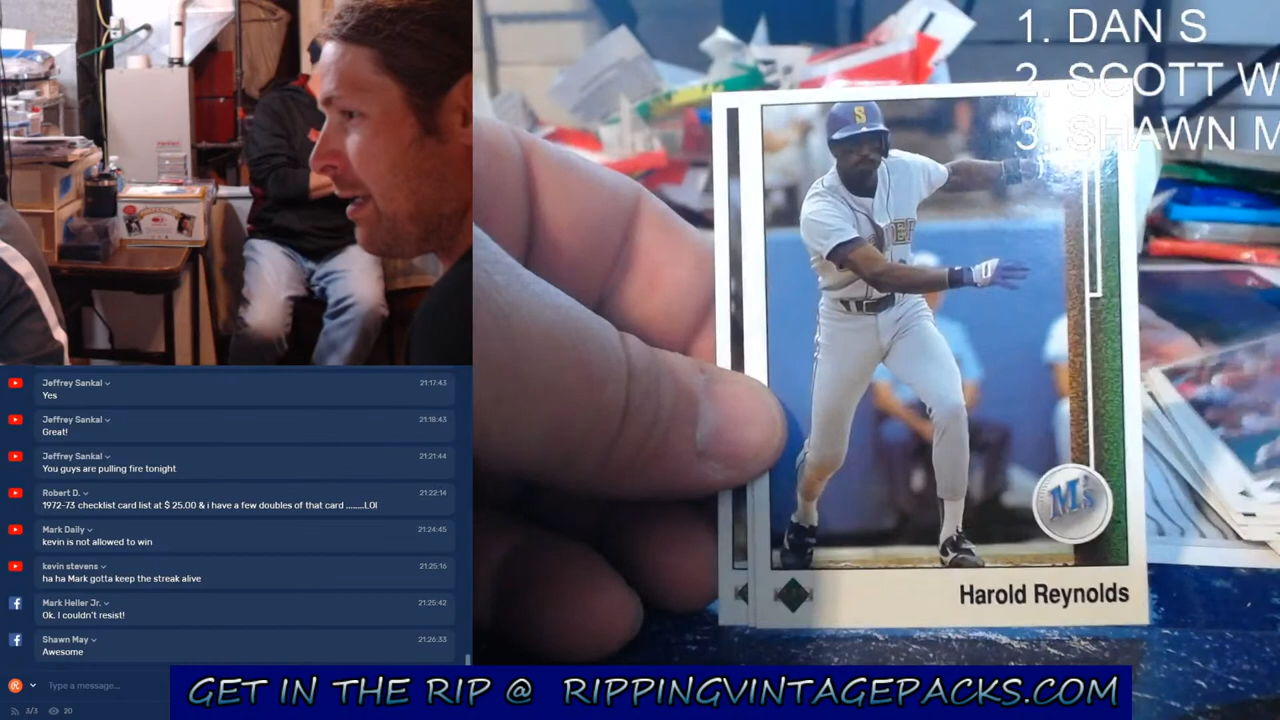 1. DAN S
2. SCOTT W
3. SHAWN M
S
M's
Harold Reynolds
Jeffrey Sankal 21:17:43
Yes
Jeffrey Sankal 21:18:43
Great!
Jeffrey Sankal 21:21:44
You guys are pulling fire tonight
Robert D. 21:22:14
1972-73 checklist card list at $ 25.00 & i have a few doubles of that card ........LOl
Mark Daily 21:24:45
kevin is not allowed to win
kevin stevens 21:25:16
ha ha Mark gotta keep the streak alive
Mark Heller Jr. 21:25:42
Ok. I couldn't resist!
Shawn May 21:26:33
Awesome
Type a message...
3/3 20
GET IN THE RIP @ RIPPINGVINTAGEPACKS.COM